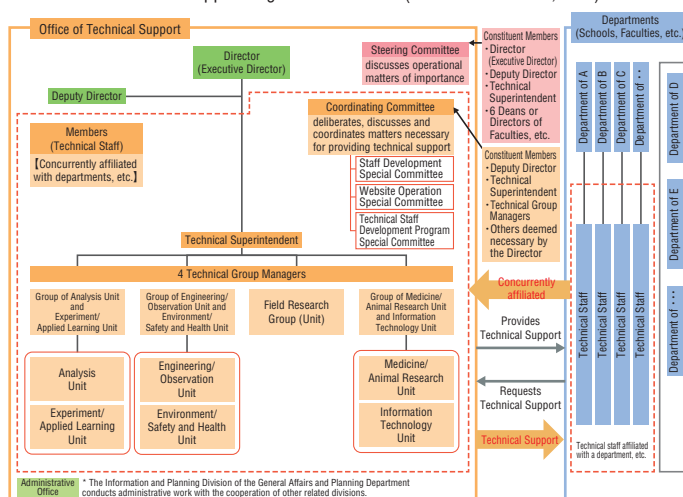 Office of Technical Support
Director
(Executive Director)
Deputy Director
Steering Committee
discusses operational
matters of importance
Constituent Members
・Director
(Executive Director)
・Deputy Director
・Technical
Superintendent
・6 Deans or
Directors of
Faculties, etc.
Departments
(Schools, Faculties, etc.)
Department of A
Department of B
Department of C
Department of ・・
Department of D
Department of E
Department of ・・・
Members
(Technical Staff)
【Concurrently affiliated
with departments, etc.】
Coordinating Committee
deliberates, discusses and
coordinates matters necessary
for providing technical support
Staff Development
Special Committee
Website Operation
Special Committee
Technical Staff
Development Program
Special Committee
Constituent Members
・Deputy Director
・Technical
Superintendent
・Technical Group
Managers
・Others deemed
necessary by
the Director
Technical Superintendent
4 Technical Group Managers
Group of Analysis Unit
and
Experiment/
Applied Learning Unit
Group of Engineering/
Observation Unit and
Environment/
Safety and Health Unit
Field Research
Group (Unit)
Group of Medicine/
Animal Research Unit
and Information
Technology Unit
Analysis
Unit
Experiment/
Applied Learning
Unit
Engineering/
Observation
Unit
Environment/
Safety and Health
Unit
Medicine/
Animal Research
Unit
Information
Technology
Unit
Concurrently
affiliated
Provides
Technical Support
Requests
Technical Support
Technical Support
Technical Staff
Technical Staff
Technical Staff
Technical Staff
Technical staff affiliated
with a department, etc.
Administrative
Office
* The Information and Planning Division of the General Affairs and Planning Department
conducts administrative work with the cooperation of other related divisions.